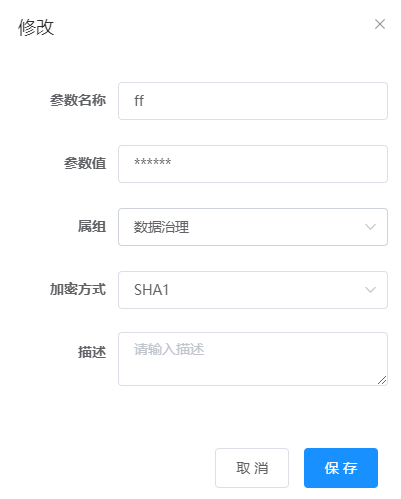 修改
参数名称 ff
参数值 ******
属组 数据治理
加密方式 SHA1
描述 请输入描述
取消 保存